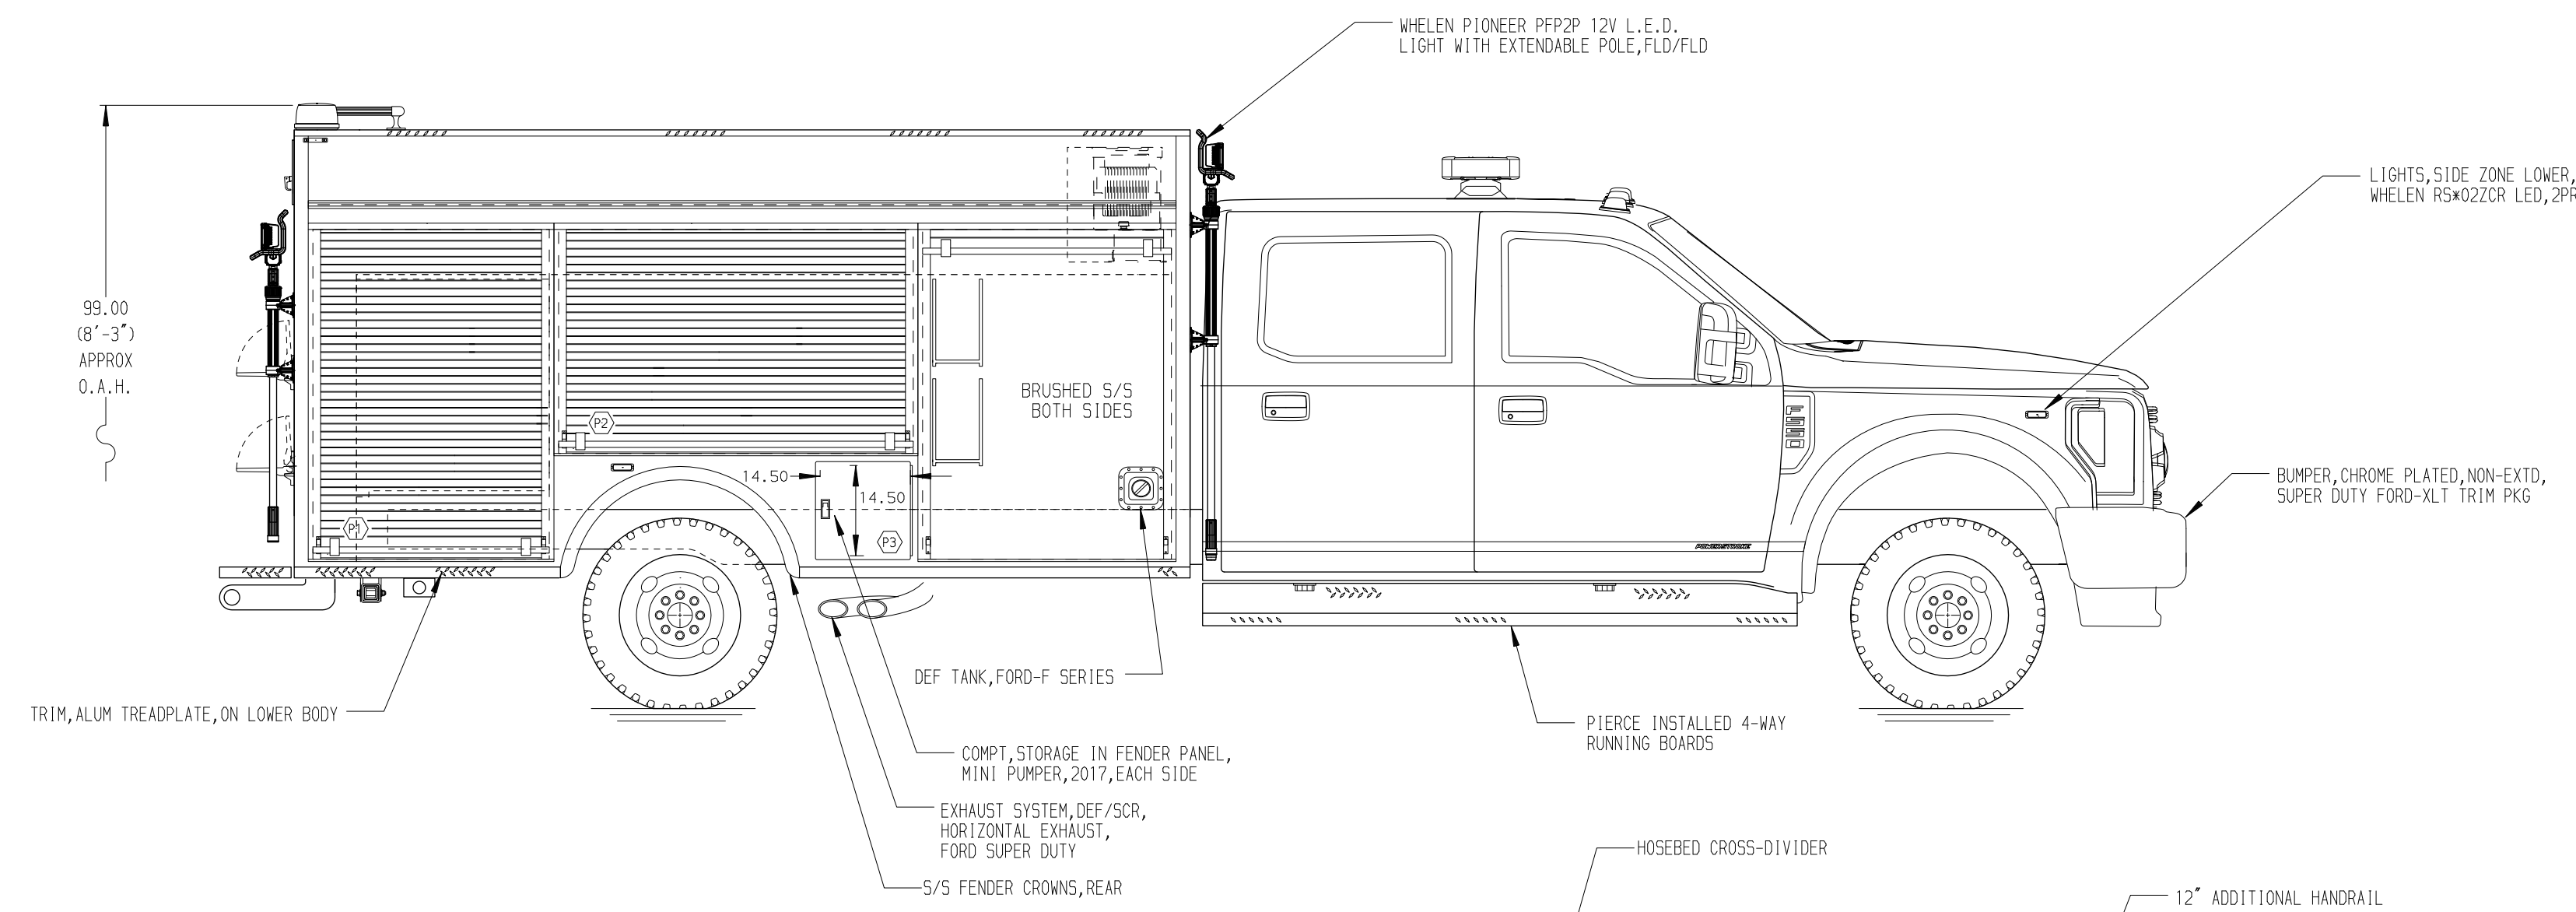 WHELEN PIONEER PFP2P 12V L.E.D.
LIGHT WITH EXTENDABLE POLE,FLD/FLD
LIGHTS,SIDE ZONE LOWER,
WHELEN RS*02ZCR LED,2PR
99.00
(8'-3")
APPROX
O.A.H.
BRUSHED S/S
BOTH SIDES
P2
F550
14.50
14.50
P1
P3
POWERSTROKE
BUMPER,CHROME PLATED,NON-EXTD,
SUPER DUTY FORD-XLT TRIM PKG
DEF TANK,FORD-F SERIES
TRIM,ALUM TREADPLATE,ON LOWER BODY
PIERCE INSTALLED 4-WAY
RUNNING BOARDS
COMPT,STORAGE IN FENDER PANEL,
MINI PUMPER,2017,EACH SIDE
EXHAUST SYSTEM,DEF/SCR,
HORIZONTAL EXHAUST,
FORD SUPER DUTY
S/S FENDER CROWNS,REAR
HOSEBED CROSS-DIVIDER
12" ADDITIONAL HANDRAIL